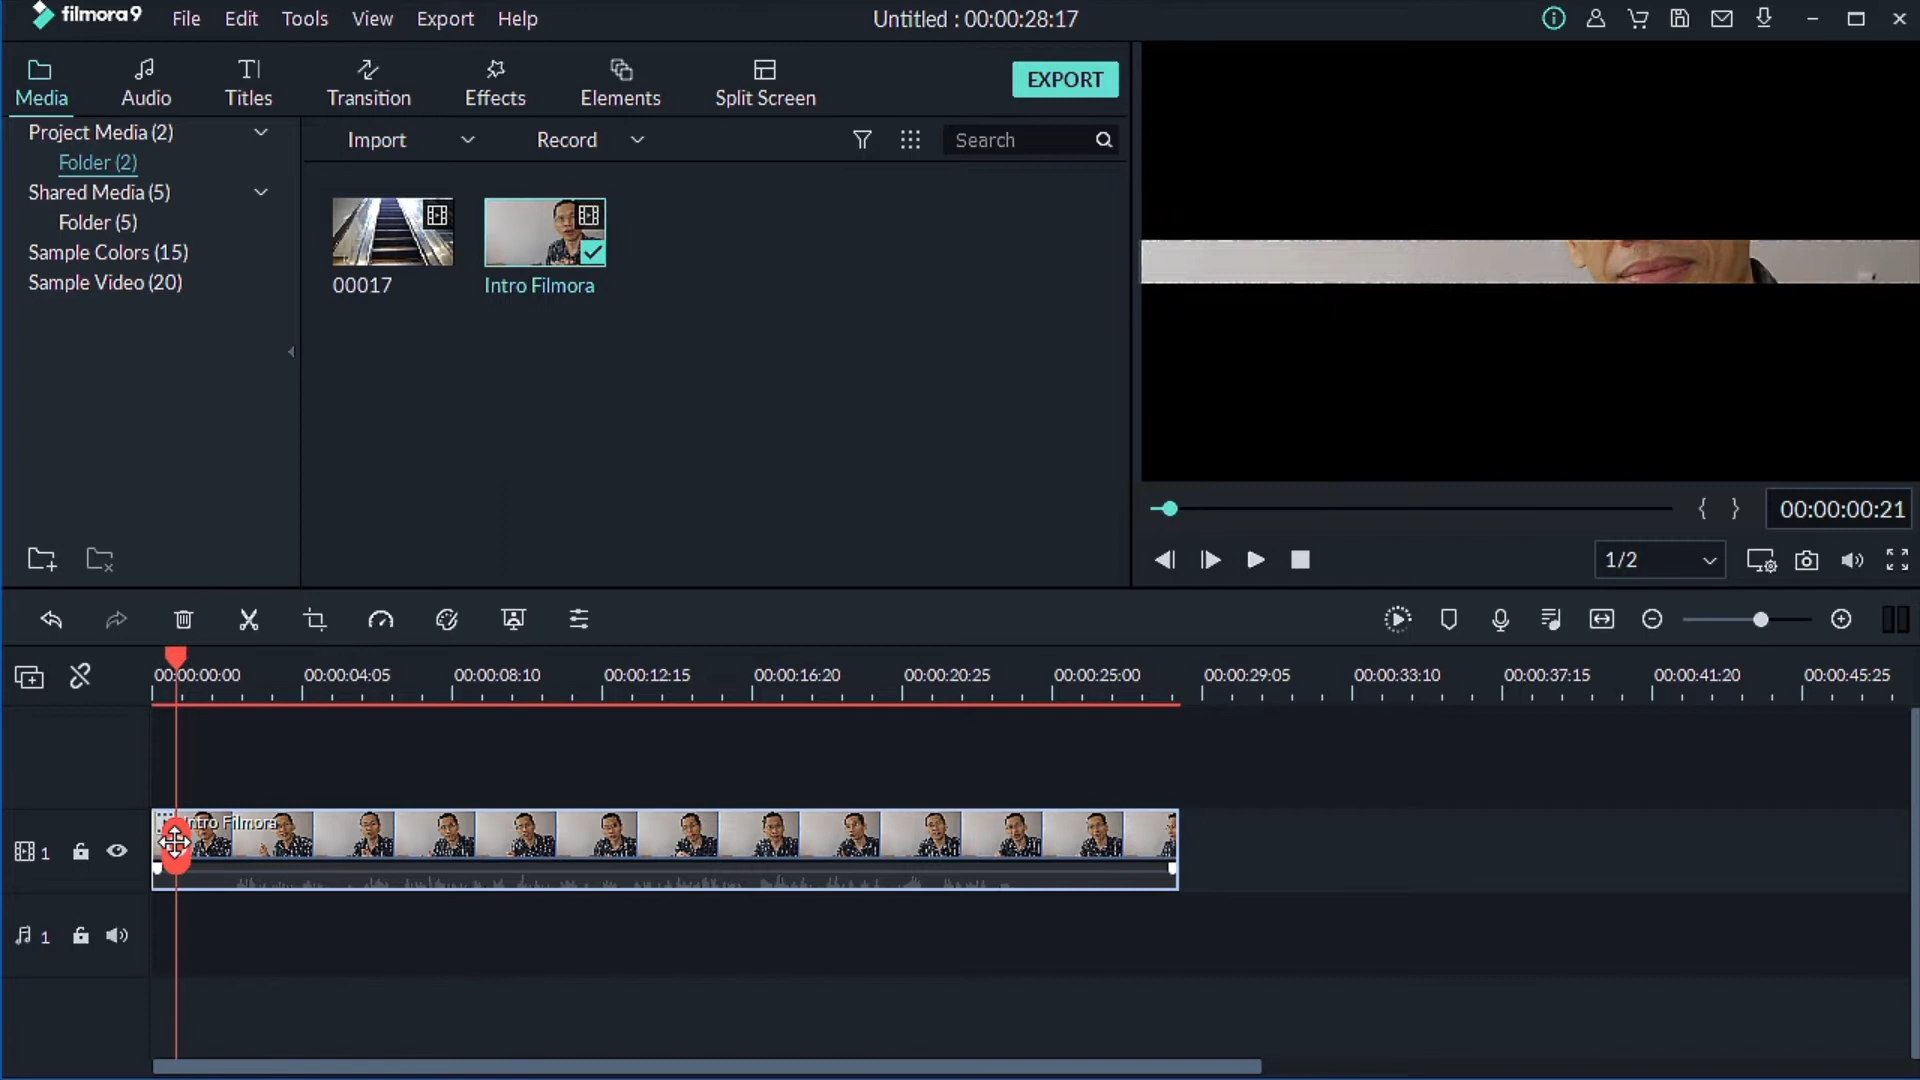 filmora9 File Edit Tools View Export Help Untitled : 00:00:28:17
Media Audio Titles Transition Effects Elements Split Screen EXPORT
Project Media (2)
Folder (2)
Shared Media (5)
Folder (5)
Sample Colors (15)
Sample Video (20)
Import Record Search
00017 Intro Filmora
00:00:00:21
1/2
00:00:00:00 00:00:04:05 00:00:08:10 00:00:12:15 00:00:16:20 00:00:20:25 00:00:25:00 00:00:29:05 00:00:33:10 00:00:37:15 00:00:41:20 00:00:45:25
Intro Filmora
1
1